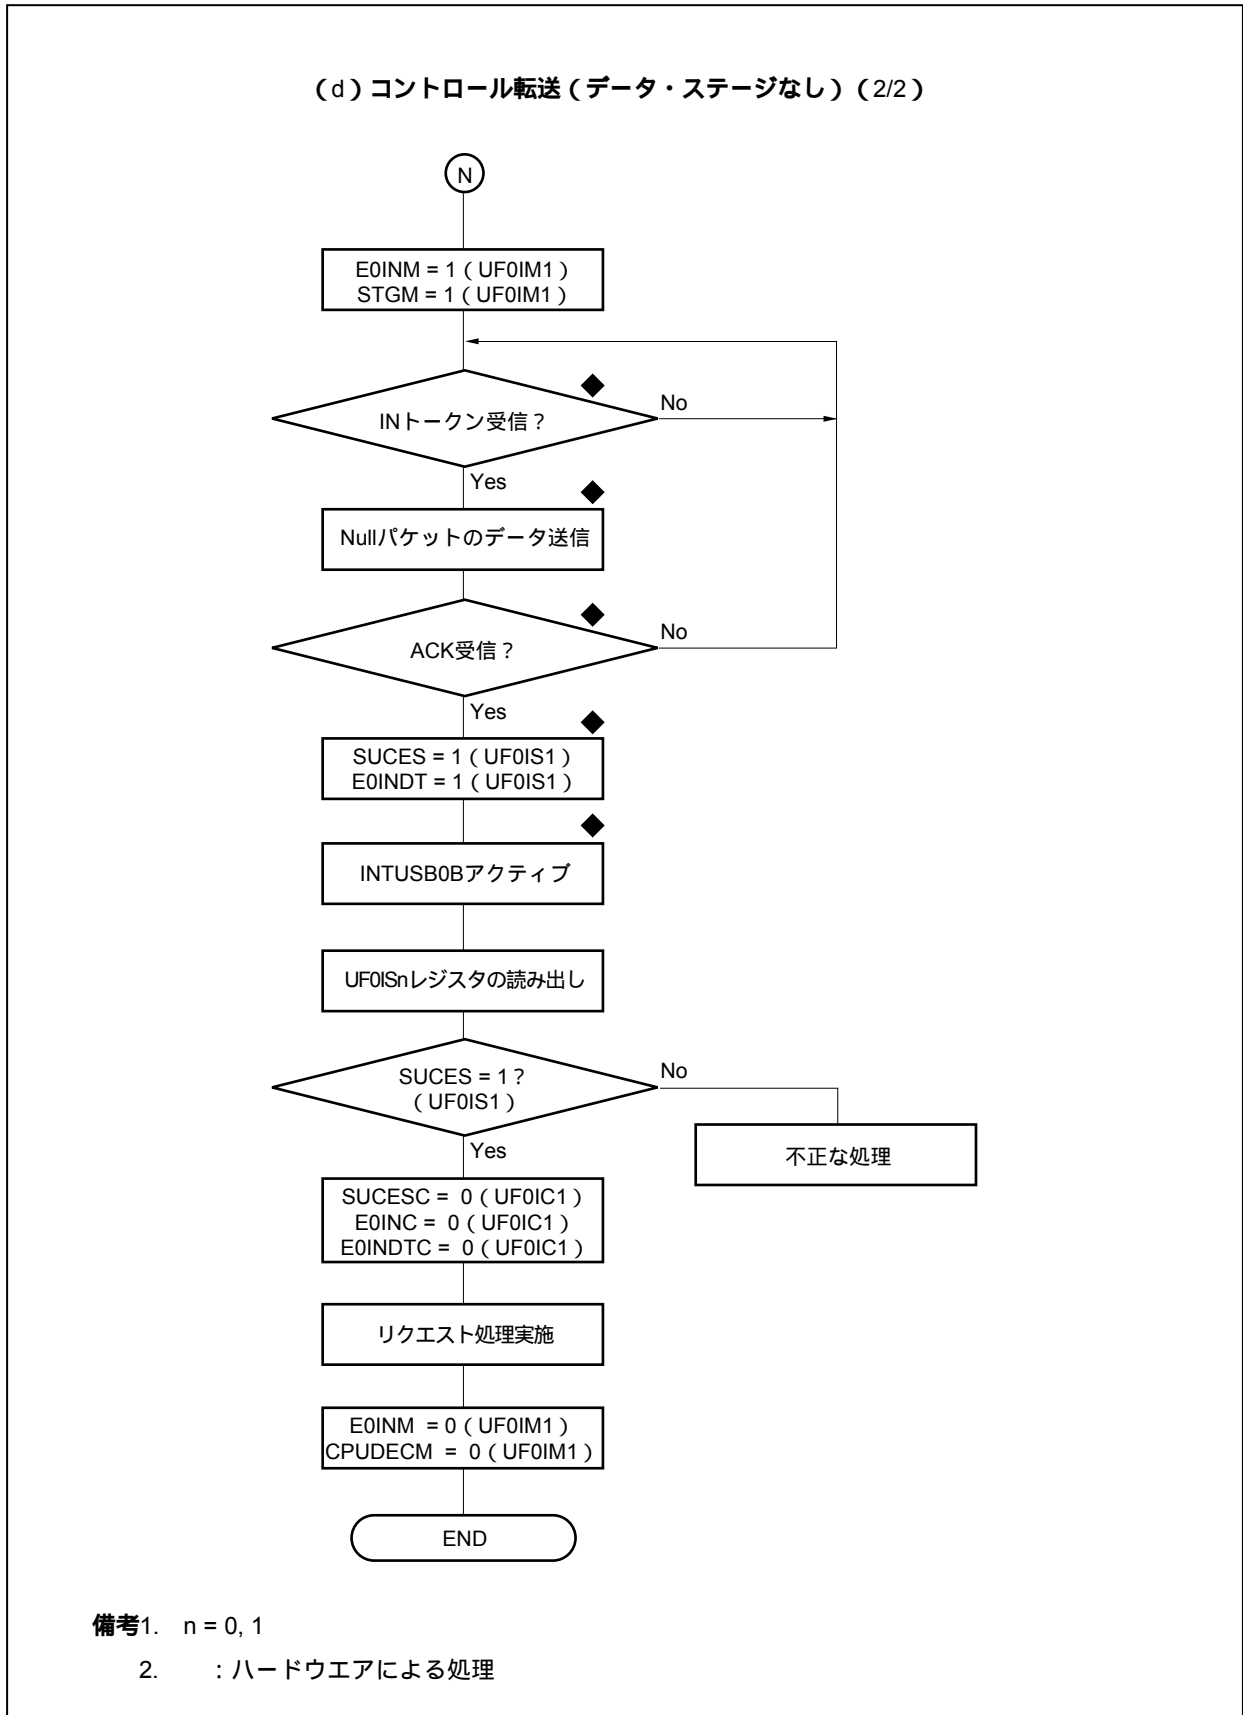 （d）コントロール転送（データ・ステージなし）（2/2）
N
E0INM = 1（UF0IM1）
STGM = 1（UF0IM1）
INトークン受信？
No
Yes
Nullパケットのデータ送信
ACK受信？
No
Yes
SUCES = 1（UF0IS1）
E0INDT = 1（UF0IS1）
INTUSB0Bアクティブ
UF0ISnレジスタの読み出し
SUCES = 1？
（UF0IS1）
No
不正な処理
Yes
SUCESC = 0（UF0IC1）
E0INC = 0（UF0IC1）
E0INDTC = 0（UF0IC1）
リクエスト処理実施
E0INM = 0（UF0IM1）
CPUDECM = 0（UF0IM1）
END
備考1. n = 0, 1
2. ：ハードウエアによる処理